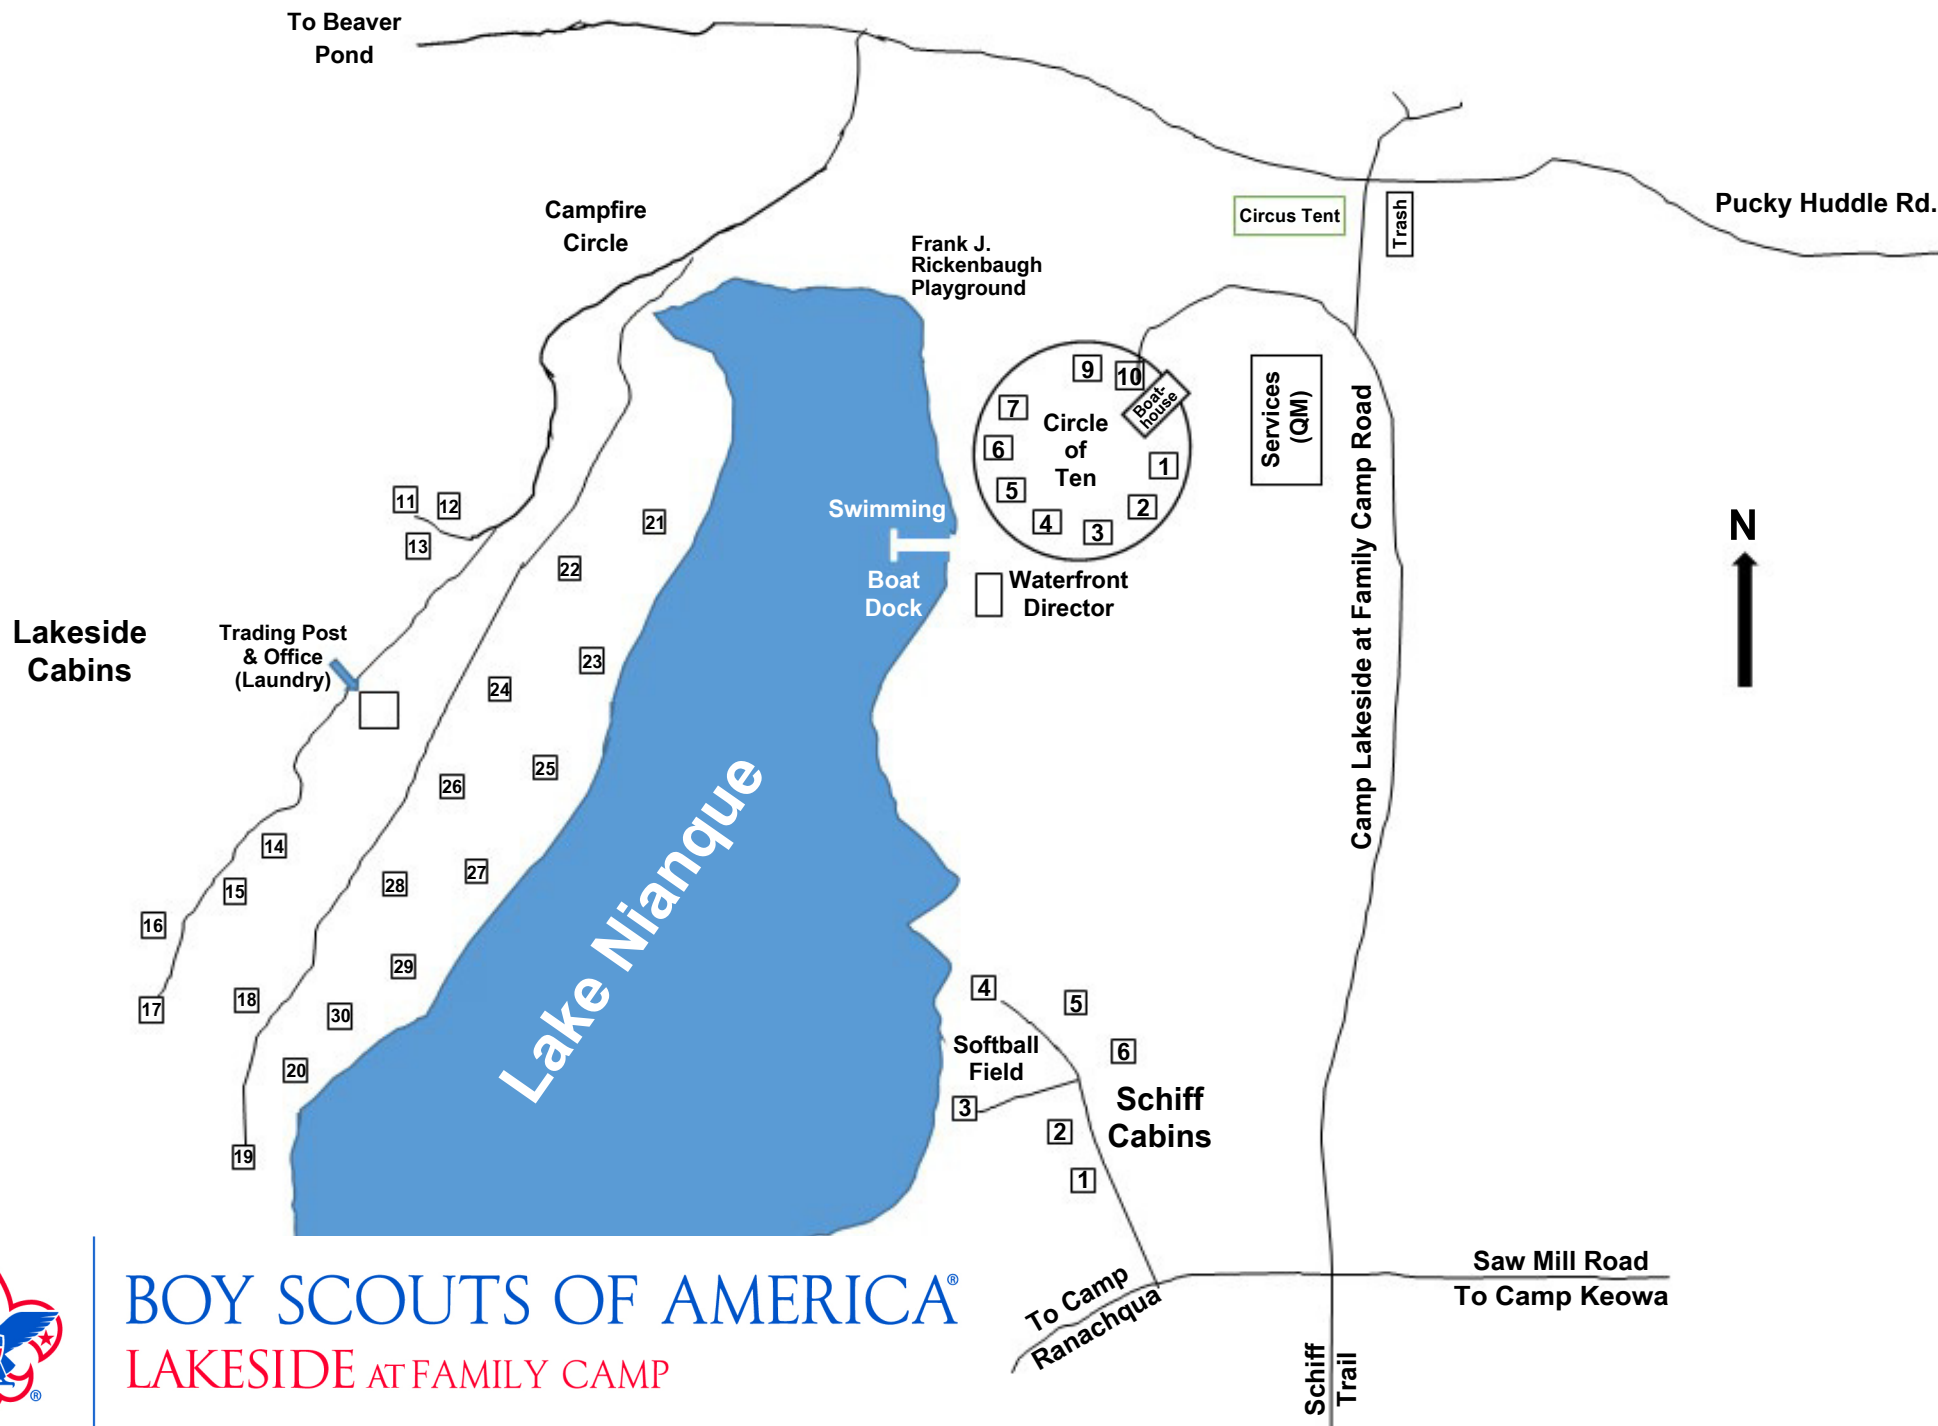 To Beaver
Pond
Pucky Huddle Rd.
Circus Tent
Trash
Campfire
Circle
Frank J.
Rickenbaugh
Playground
9
10
Boat-
house
7
Circle
of
Ten
6
5
4
3
2
1
Services
(QM)
Camp Lakeside at Family Camp Road
N
Swimming
Boat
Dock
Waterfront
Director
11
12
13
21
22
23
24
25
26
27
28
29
30
Lakeside
Cabins
Trading Post
& Office
(Laundry)
14
15
16
17
18
20
19
Lake Nianque
4
5
6
Softball
Field
3
2
1
Schiff
Cabins
Saw Mill Road
To Camp Keowa
To Camp
Ranachqua
Schiff
Trail
BOY SCOUTS OF AMERICA®
LAKESIDE AT FAMILY CAMP
®